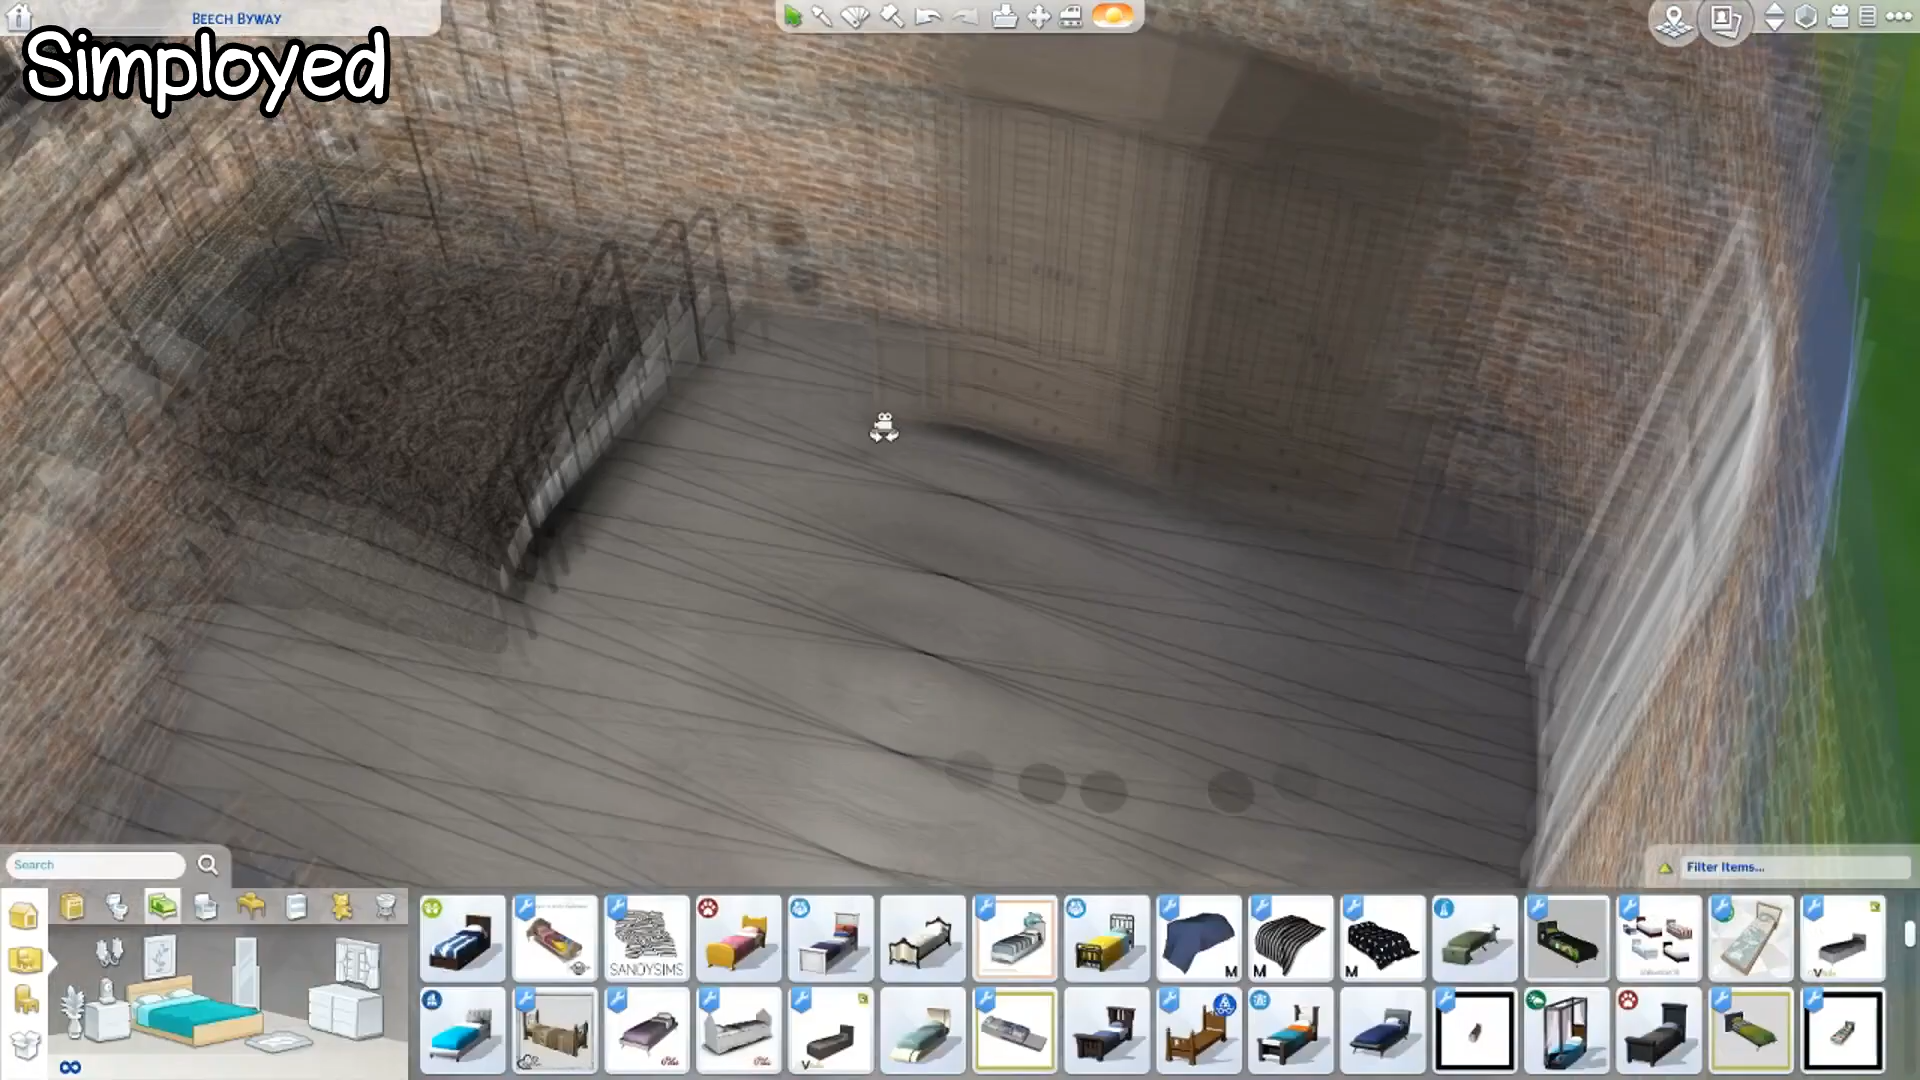 BEECH BYWAY
Simployed
Search
Filter Items...
SANDYSIMS
M
M
M